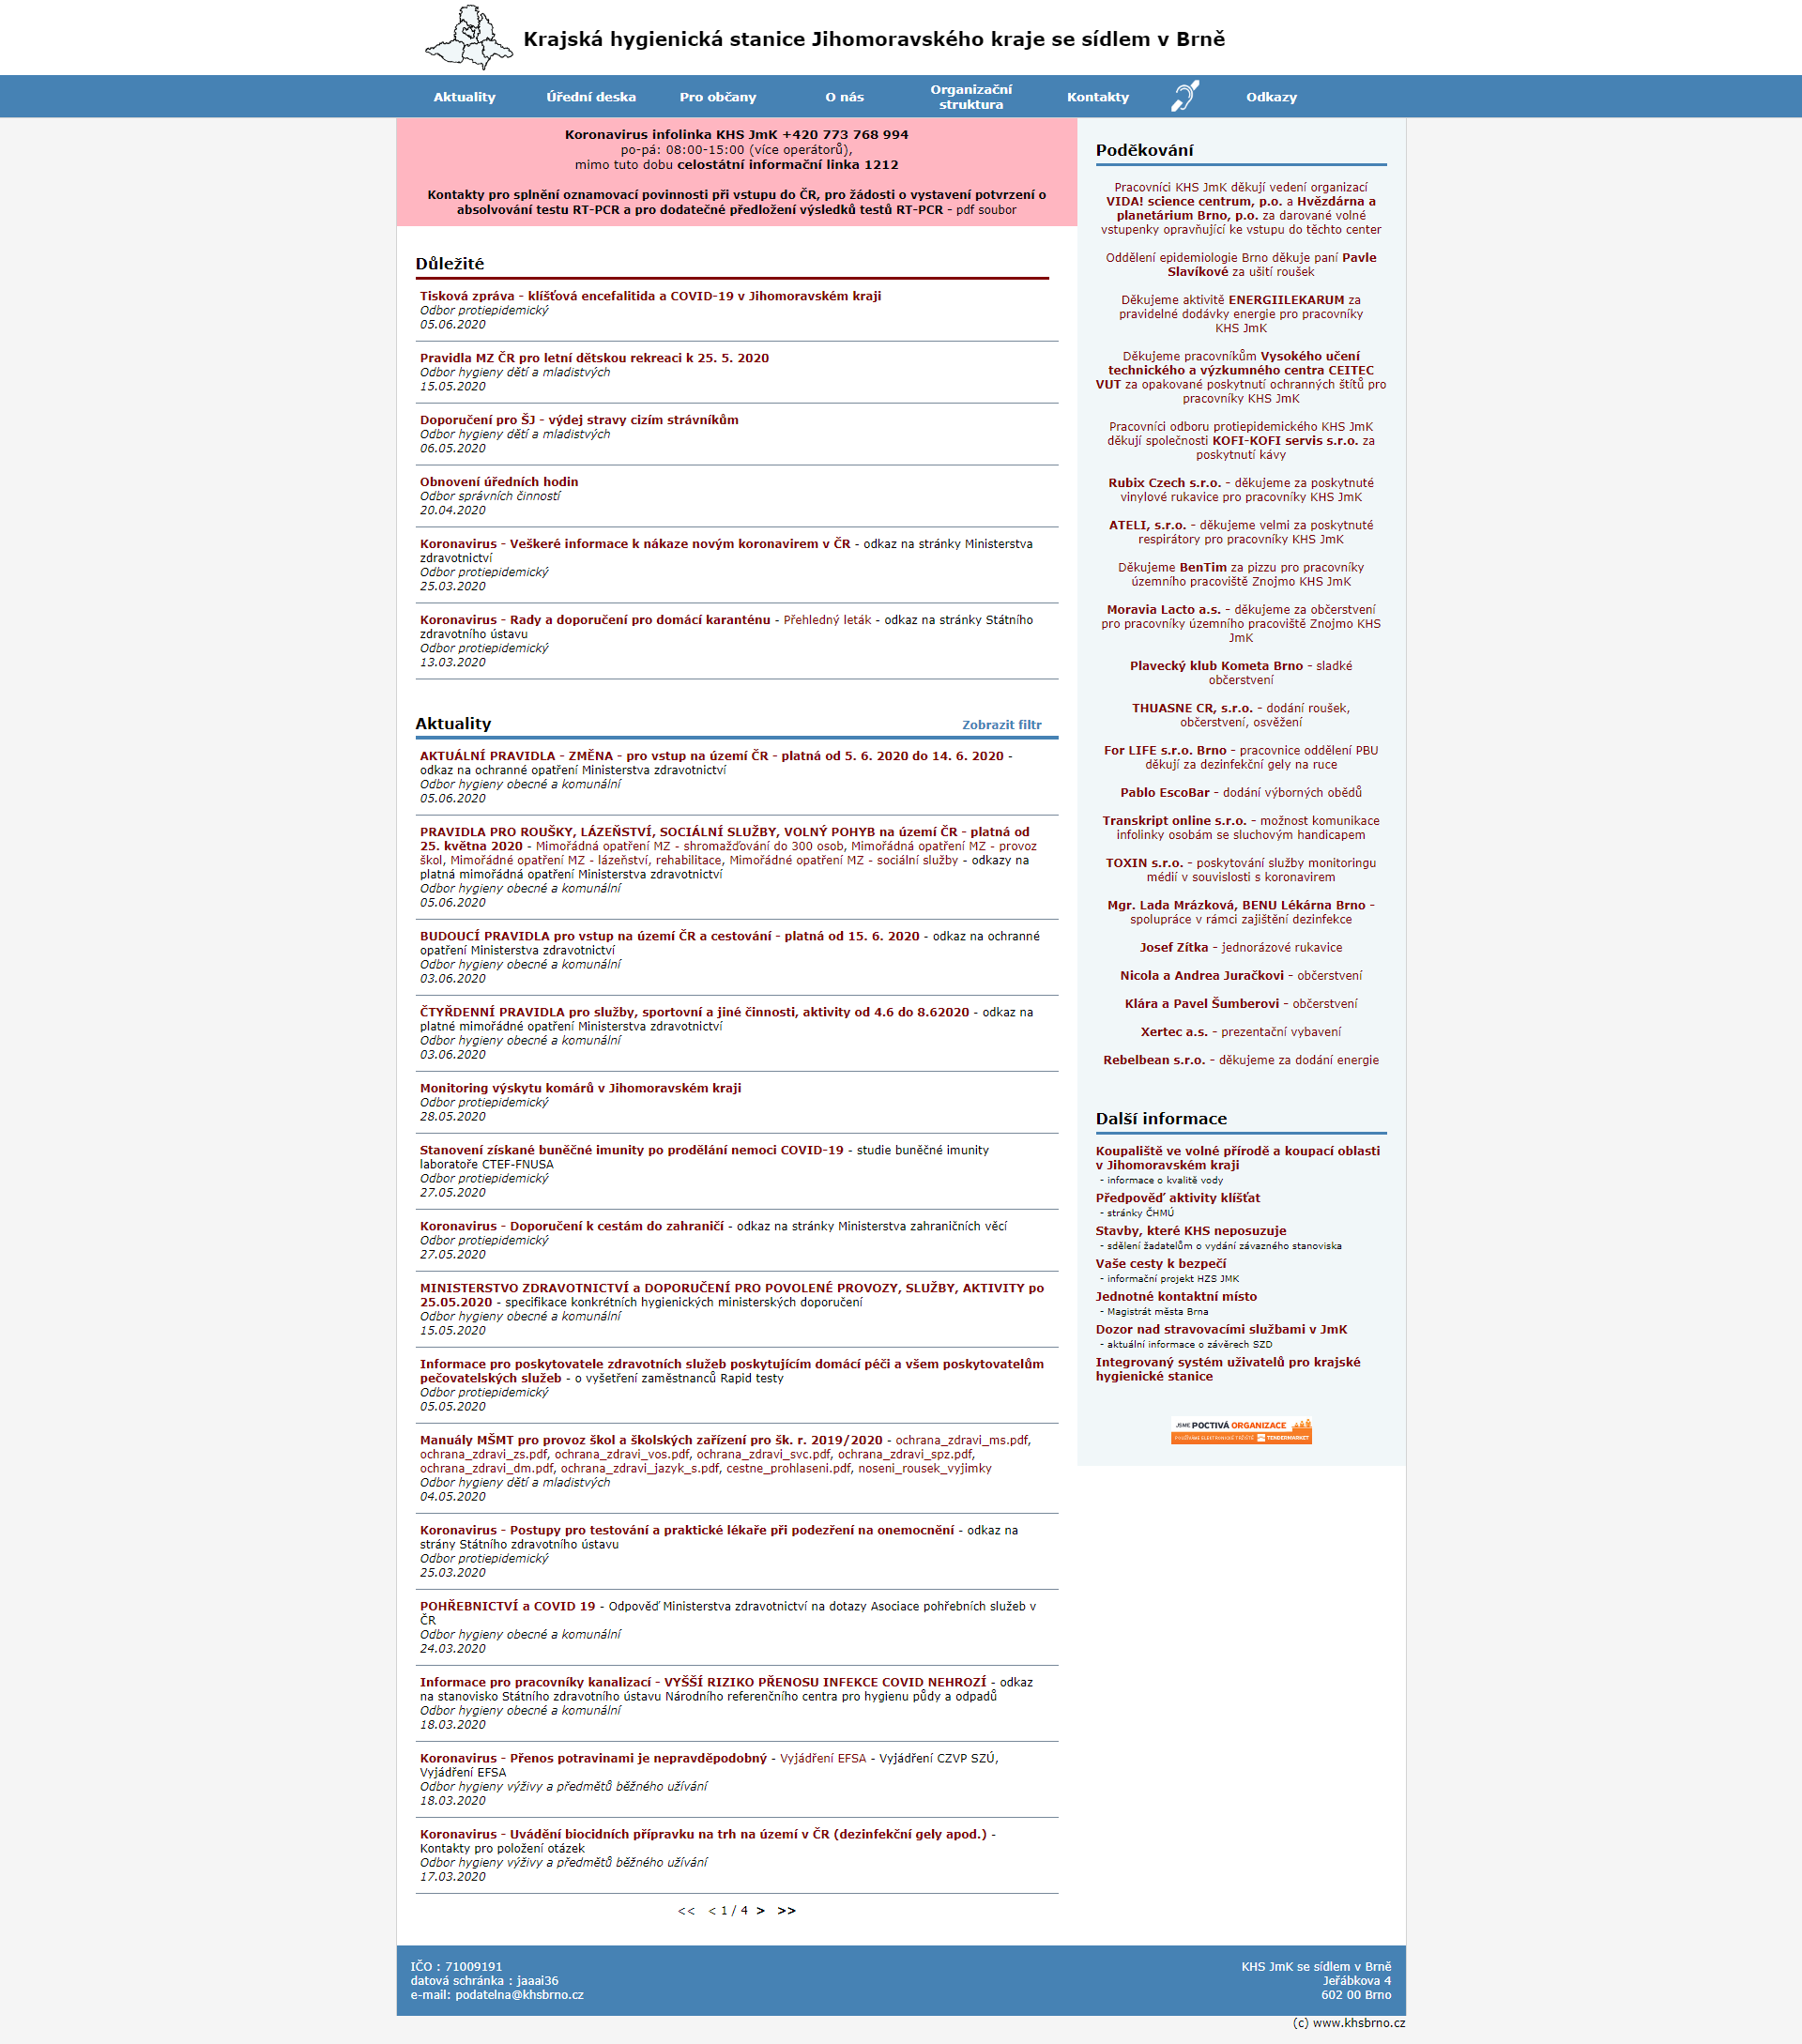 Krajská hygienická stanice Jihomoravského kraje se sídlem v Brně
Aktuality
Úřední deska
Pro občany
O nás
Organizační
struktura
Kontakty
Odkazy
Koronavirus infolinka KHS JmK +420 773 768 994
po-pá: 08:00-15:00 (více operátorů),
mimo tuto dobu celostátní informační linka 1212
Kontakty pro splnění oznamovací povinnosti při vstupu do ČR, pro žádosti o vystavení potvrzení o
absolvování testu RT-PCR a pro dodatečné předložení výsledků testů RT-PCR - pdf soubor
Důležité
Tisková zpráva - klíšťová encefalitida a COVID-19 v Jihomoravském kraji
Odbor protiepidemický
05.06.2020
Pravidla MZ ČR pro letní dětskou rekreaci k 25. 5. 2020
Odbor hygieny dětí a mladistvých
15.05.2020
Doporučení pro ŠJ - výdej stravy cizím strávníkům
Odbor hygieny dětí a mladistvých
06.05.2020
Obnovení úředních hodin
Odbor správních činností
20.04.2020
Koronavirus - Veškeré informace k nákaze novým koronavirem v ČR - odkaz na stránky Ministerstva
zdravotnictví
Odbor protiepidemický
25.03.2020
Koronavirus - Rady a doporučení pro domácí karanténu - Přehledný leták - odkaz na stránky Státního
zdravotního ústavu
Odbor protiepidemický
13.03.2020
Aktuality
Zobrazit filtr
AKTUÁLNÍ PRAVIDLA - ZMĚNA - pro vstup na území ČR - platná od 5. 6. 2020 do 14. 6. 2020 -
odkaz na ochranné opatření Ministerstva zdravotnictví
Odbor hygieny obecné a komunální
05.06.2020
PRAVIDLA PRO ROUŠKY, LÁZEŇSTVÍ, SOCIÁLNÍ SLUŽBY, VOLNÝ POHYB na území ČR - platná od
25. května 2020 - Mimořádná opatření MZ - shromažďování do 300 osob, Mimořádná opatření MZ - provoz
škol, Mimořádné opatření MZ - lázeňství, rehabilitace, Mimořádné opatření MZ - sociální služby - odkazy na
platná mimořádná opatření Ministerstva zdravotnictví
Odbor hygieny obecné a komunální
05.06.2020
BUDOUCÍ PRAVIDLA pro vstup na území ČR a cestování - platná od 15. 6. 2020 - odkaz na ochranné
opatření Ministerstva zdravotnictví
Odbor hygieny obecné a komunální
03.06.2020
ČTYŘDENNÍ PRAVIDLA pro služby, sportovní a jiné činnosti, aktivity od 4.6 do 8.62020 - odkaz na
platné mimořádné opatření Ministerstva zdravotnictví
Odbor hygieny obecné a komunální
03.06.2020
Monitoring výskytu komárů v Jihomoravském kraji
Odbor protiepidemický
28.05.2020
Stanovení získané buněčné imunity po prodělání nemoci COVID-19 - studie buněčné imunity
laboratoře CTEF-FNUSA
Odbor protiepidemický
27.05.2020
Koronavirus - Doporučení k cestám do zahraničí - odkaz na stránky Ministerstva zahraničních věcí
Odbor protiepidemický
27.05.2020
MINISTERSTVO ZDRAVOTNICTVÍ a DOPORUČENÍ PRO POVOLENÉ PROVOZY, SLUŽBY, AKTIVITY po
25.05.2020 - specifikace konkrétních hygienických ministerských doporučení
Odbor hygieny obecné a komunální
15.05.2020
Informace pro poskytovatele zdravotních služeb poskytujícím domácí péči a všem poskytovatelům
pečovatelských služeb - o vyšetření zaměstnanců Rapid testy
Odbor protiepidemický
05.05.2020
Manuály MŠMT pro provoz škol a školských zařízení pro šk. r. 2019/2020 - ochrana_zdravi_ms.pdf,
ochrana_zdravi_zs.pdf, ochrana_zdravi_vos.pdf, ochrana_zdravi_svc.pdf, ochrana_zdravi_spz.pdf,
ochrana_zdravi_dm.pdf, ochrana_zdravi_jazyk_s.pdf, cestne_prohlaseni.pdf, noseni_rousek_vyjimky
Odbor hygieny dětí a mladistvých
04.05.2020
Koronavirus - Postupy pro testování a praktické lékaře při podezření na onemocnění - odkaz na
strány Státního zdravotního ústavu
Odbor protiepidemický
25.03.2020
POHŘEBNICTVÍ a COVID 19 - Odpověď Ministerstva zdravotnictví na dotazy Asociace pohřebních služeb v
ČR
Odbor hygieny obecné a komunální
24.03.2020
Informace pro pracovníky kanalizací - VYŠŠÍ RIZIKO PŘENOSU INFEKCE COVID NEHROZÍ - odkaz
na stanovisko Státního zdravotního ústavu Národního referenčního centra pro hygienu půdy a odpadů
Odbor hygieny obecné a komunální
18.03.2020
Koronavirus - Přenos potravinami je nepravděpodobný - Vyjádření EFSA - Vyjádření CZVP SZÚ,
Vyjádření EFSA
Odbor hygieny výživy a předmětů běžného užívání
18.03.2020
Koronavirus - Uvádění biocidních přípravku na trh na území v ČR (dezinfekční gely apod.) -
Kontakty pro položení otázek
Odbor hygieny výživy a předmětů běžného užívání
17.03.2020
<< < 1 / 4 > >>
Poděkování
Pracovníci KHS JmK děkují vedení organizací
VIDA! science centrum, p.o. a Hvězdárna a
planetárium Brno, p.o. za darované volné
vstupenky opravňující ke vstupu do těchto center
Oddělení epidemiologie Brno děkuje paní Pavle
Slavíkové za ušití roušek
Děkujeme aktivitě ENERGIILEKARUM za
pravidelné dodávky energie pro pracovníky
KHS JmK
Děkujeme pracovníkům Vysokého učení
technického a výzkumného centra CEITEC
VUT za opakované poskytnutí ochranných štítů pro
pracovníky KHS JmK
Pracovníci odboru protiepidemického KHS JmK
děkují společnosti KOFI-KOFI servis s.r.o. za
poskytnutí kávy
Rubix Czech s.r.o. - děkujeme za poskytnuté
vinylové rukavice pro pracovníky KHS JmK
ATELI, s.r.o. - děkujeme velmi za poskytnuté
respirátory pro pracovníky KHS JmK
Děkujeme BenTim za pizzu pro pracovníky
územního pracoviště Znojmo KHS JmK
Moravia Lacto a.s. - děkujeme za občerstvení
pro pracovníky územního pracoviště Znojmo KHS
JmK
Plavecký klub Kometa Brno - sladké
občerstvení
THUASNE CR, s.r.o. - dodání roušek,
občerstvení, osvěžení
For LIFE s.r.o. Brno - pracovnice oddělení PBU
děkují za dezinfekční gely na ruce
Pablo EscoBar - dodání výborných obědů
Transkript online s.r.o. - možnost komunikace
infolinky osobám se sluchovým handicapem
TOXIN s.r.o. - poskytování služby monitoringu
médií v souvislosti s koronavirem
Mgr. Lada Mrázková, BENU Lékárna Brno -
spolupráce v rámci zajištění dezinfekce
Josef Zítka - jednorázové rukavice
Nicola a Andrea Juračkovi - občerstvení
Klára a Pavel Šumberovi - občerstvení
Xertec a.s. - prezentační vybavení
Rebelbean s.r.o. - děkujeme za dodání energie
Další informace
Koupaliště ve volné přírodě a koupací oblasti
v Jihomoravském kraji
- informace o kvalitě vody
Předpověď aktivity klíšťat
- stránky ČHMÚ
Stavby, které KHS neposuzuje
- sdělení žadatelům o vydání závazného stanoviska
Vaše cesty k bezpečí
- informační projekt HZS JMK
Jednotné kontaktní místo
- Magistrát města Brna
Dozor nad stravovacími službami v JmK
- aktuální informace o závěrech SZD
Integrovaný systém uživatelů pro krajské
hygienické stanice
JSME POCTIVÁ ORGANIZACE
POUŽÍVÁME ELEKTRONICKÉ TRŽIŠTĚ TENDERMARKET
IČO : 71009191
datová schránka : jaaai36
e-mail: podatelna@khsbrno.cz
KHS JmK se sídlem v Brně
Jeřábkova 4
602 00 Brno
(c) www.khsbrno.cz